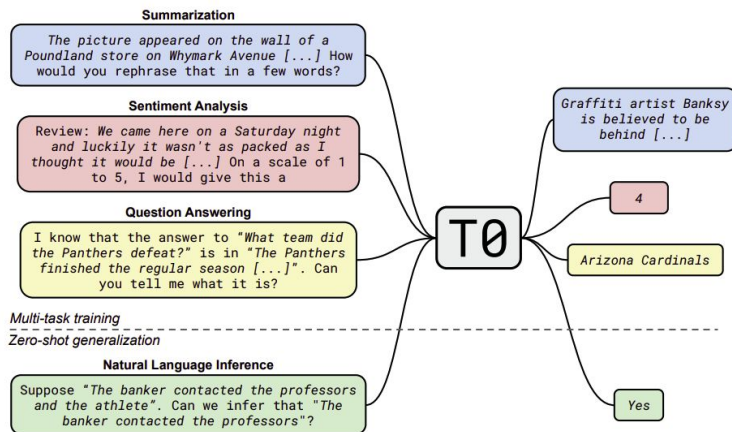 Summarization
The picture appeared on the wall of a
Poundland store on Whymark Avenue [...] How
would you rephrase that in a few words?
Sentiment Analysis
Review: We came here on a Saturday night
and luckily it wasn't as packed as I
thought it would be [...] On a scale of 1
to 5, I would give this a
Question Answering
I know that the answer to “What team did
the Panthers defeat?” is in “The Panthers
finished the regular season [...]”. Can
you tell me what it is?
Multi-task training
Zero-shot generalization
Natural Language Inference
Suppose “The banker contacted the professors
and the athlete”. Can we infer that "The
banker contacted the professors"?
T0
Graffiti artist Banksy
is believed to be
behind [...]
4
Arizona Cardinals
Yes